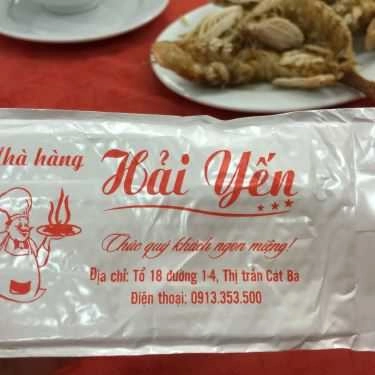 Nhà hàng
Hải Yến
Chúc quý khách ngon miệng!
Địa chỉ: Tổ 18 đường 1-4, Thị trấn Cát Bà
Điện thoại: 0913.353.500